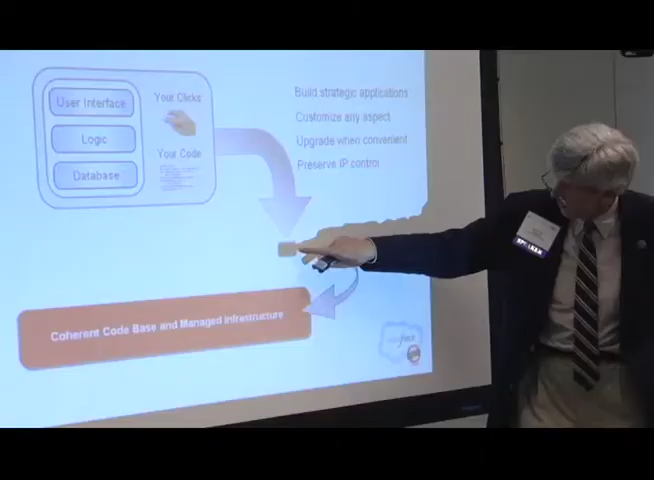 User Interface
Logic
Database
Your Clicks
Your Code
Build strategic applications
Customize any aspect
Upgrade when convenient
Preserve IP control
Coherent Code Base and Managed Infrastructure
SPEAKER